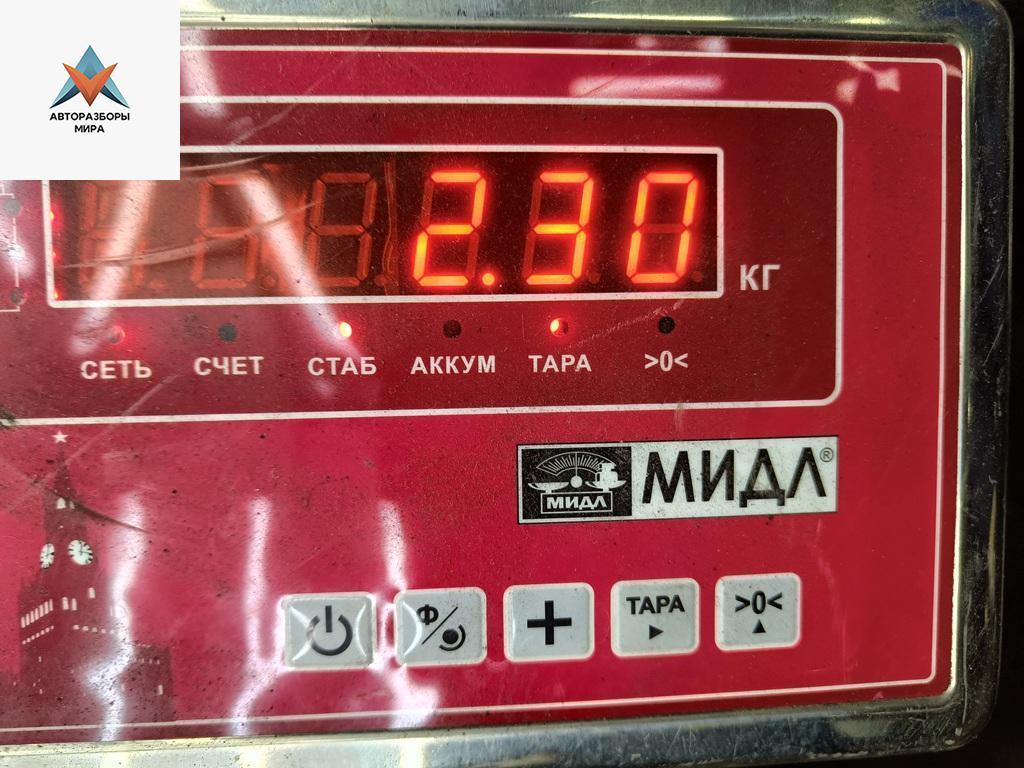 АВТОРАЗБОРЫ
МИРА
2.30
КГ
СЕТЬ СЧЕТ СТАБ АККУМ ТАРА >0<
МИДЛ МИДЛ®
Ф/ + ТАРА >0<